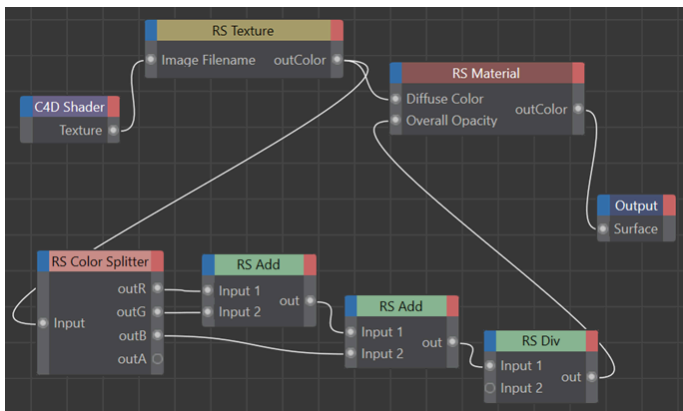 RS Texture
Image Filename outColor
C4D Shader
Texture
RS Material
Diffuse Color
outColor
Overall Opacity
Output
Surface
RS Color Splitter
outR
outG
Input
outB
outA
RS Add
Input 1
out
Input 2
RS Add
Input 1
out
Input 2
RS Div
Input 1
out
Input 2